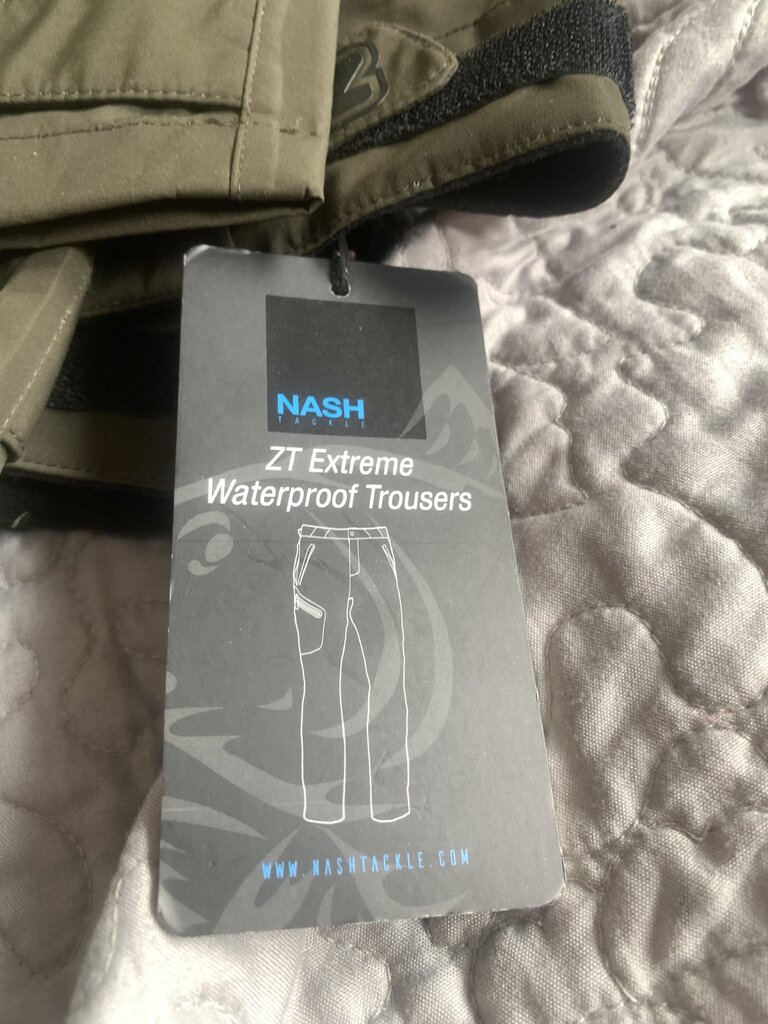 NASH
TACKLE
ZT Extreme
Waterproof Trousers
WWW.NASHTACKLE.COM